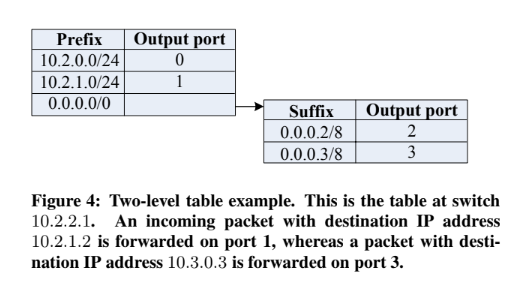 Prefix Output port
10.2.0.0/24 0
10.2.1.0/24 1
0.0.0.0/0
Suffix Output port
0.0.0.2/8 2
0.0.0.3/8 3
Figure 4: Two-level table example. This is the table at switch
10.2.2.1. An incoming packet with destination IP address
10.2.1.2 is forwarded on port 1, whereas a packet with desti-
nation IP address 10.3.0.3 is forwarded on port 3.